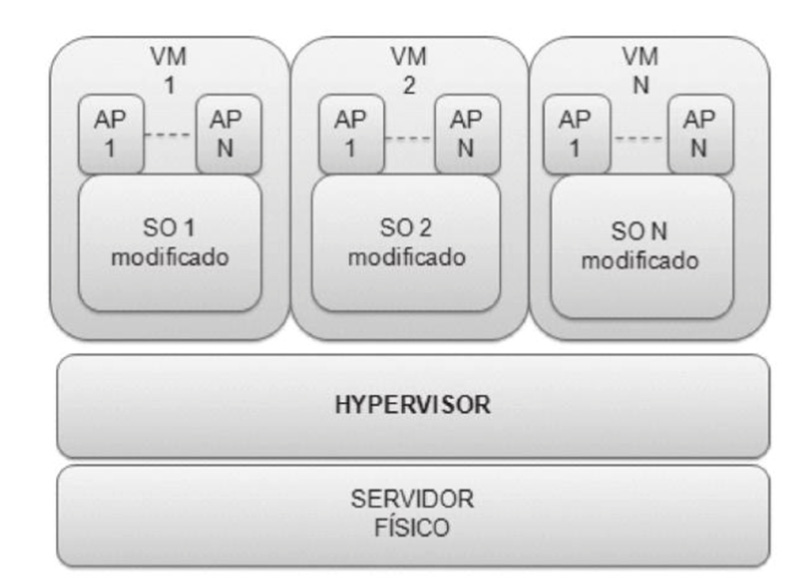 VM
1
VM
2
VM
N
AP
1
AP
N
AP
1
AP
N
AP
1
AP
N
SO 1
modificado
SO 2
modificado
SO N
modificado
HYPERVISOR
SERVIDOR
FÍSICO